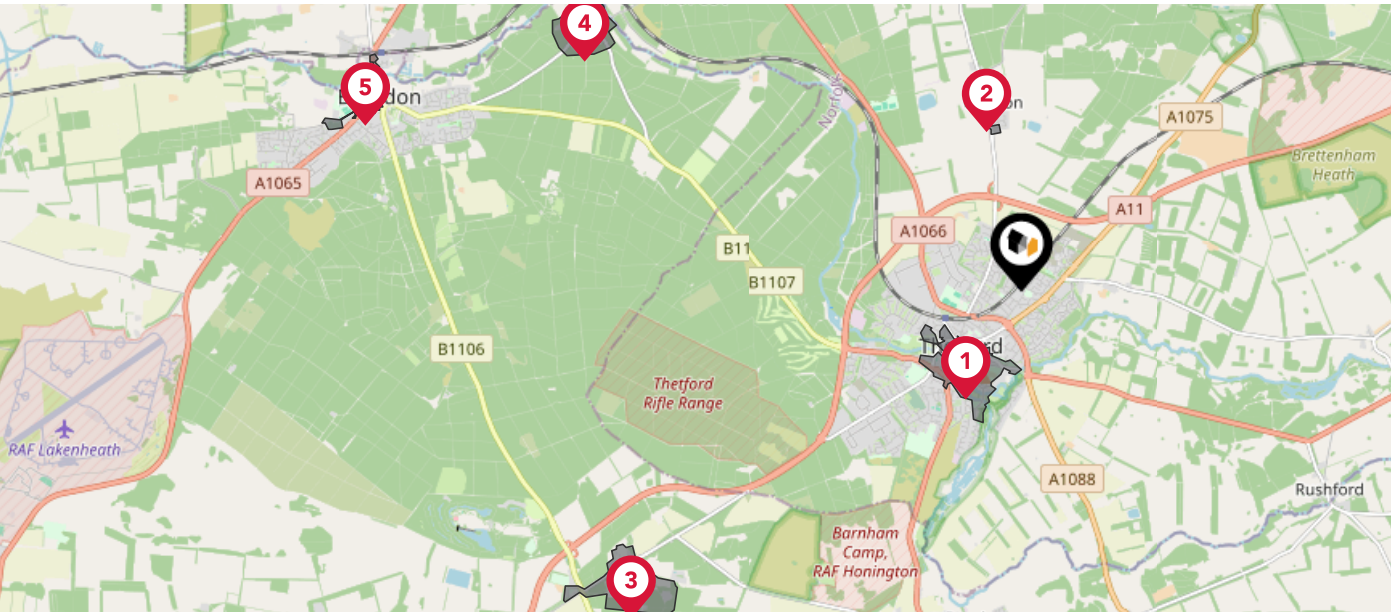 4
5
2
A1075
Norfolk
Brettenham
Heath
A1065
A11
A1066
B11
B1107
B1106
1
Thetford
Rifle Range
RAF Lakenheath
A1088
Rushford
Barnham
Camp,
RAF Honington
3